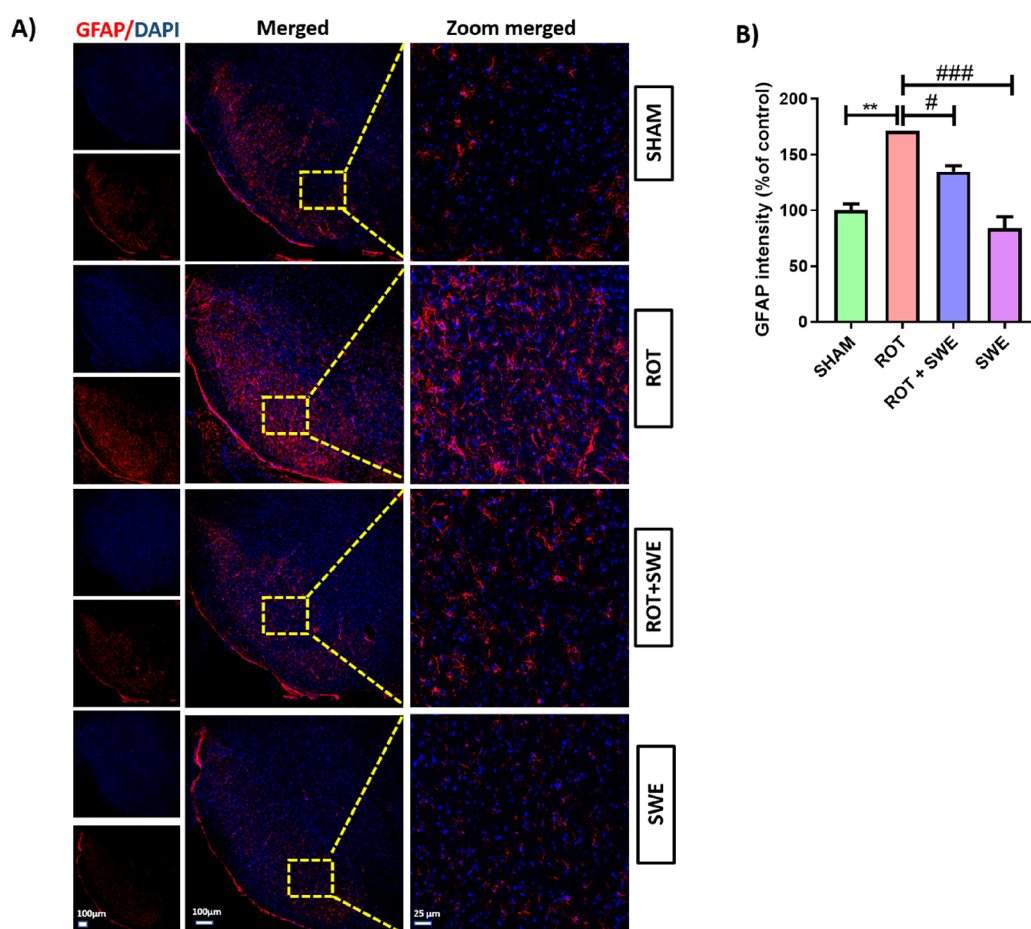 A)
GFAP/DAPI
Merged
Zoom merged
SHAM
ROT
ROT+SWE
SWE
100µm
100µm
25 µm
B)
GFAP intensity (% of control)
200
150
100
50
0
**
#
###
SHAM
ROT
ROT + SWE
SWE